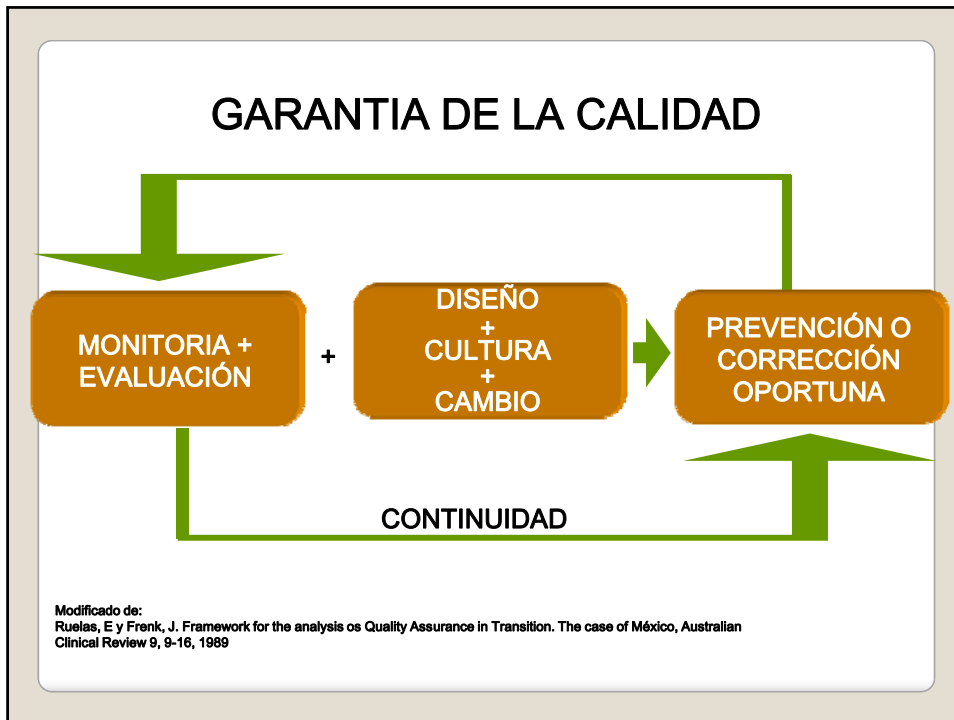 GARANTIA DE LA CALIDAD
MONITORIA +
EVALUACIÓN
+
DISEÑO
+
CULTURA
+
CAMBIO
PREVENCIÓN O
CORRECCIÓN
OPORTUNA
CONTINUIDAD
Modificado de:
Ruelas, E y Frenk, J. Framework for the analysis os Quality Assurance in Transition. The case of México, Australian
Clinical Review 9, 9-16, 1989